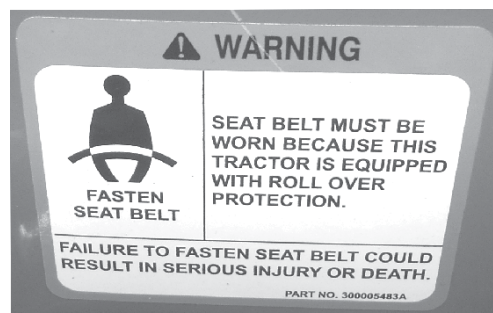 WARNING
FASTEN
SEAT BELT
SEAT BELT MUST BE
WORN BECAUSE THIS
TRACTOR IS EQUIPPED
WITH ROLL OVER
PROTECTION.
FAILURE TO FASTEN SEAT BELT COULD
RESULT IN SERIOUS INJURY OR DEATH.
PART NO. 300005483A